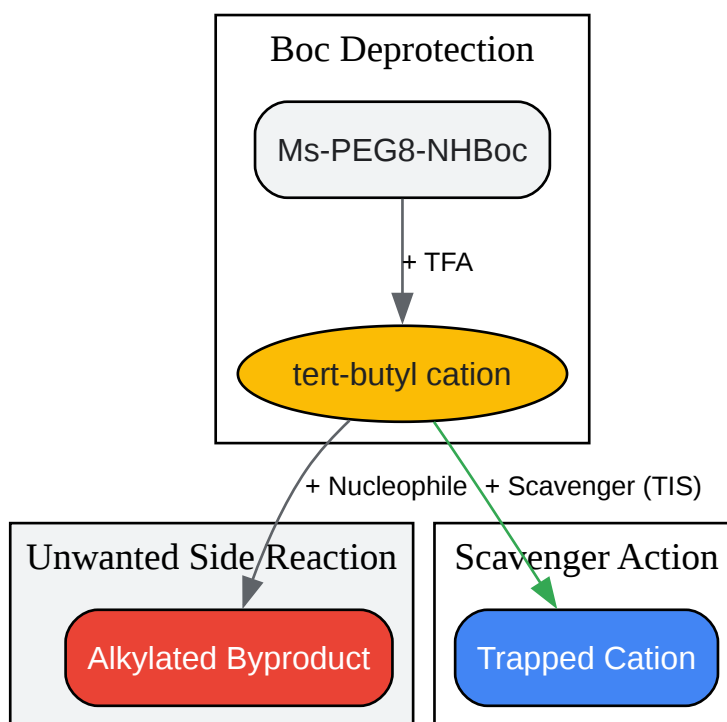 Boc Deprotection
Ms-PEG8-NHBoc
+ TFA
tert-butyl cation
+ Nucleophile
+ Scavenger (TIS)
Unwanted Side Reaction
Scavenger Action
Alkylated Byproduct
Trapped Cation